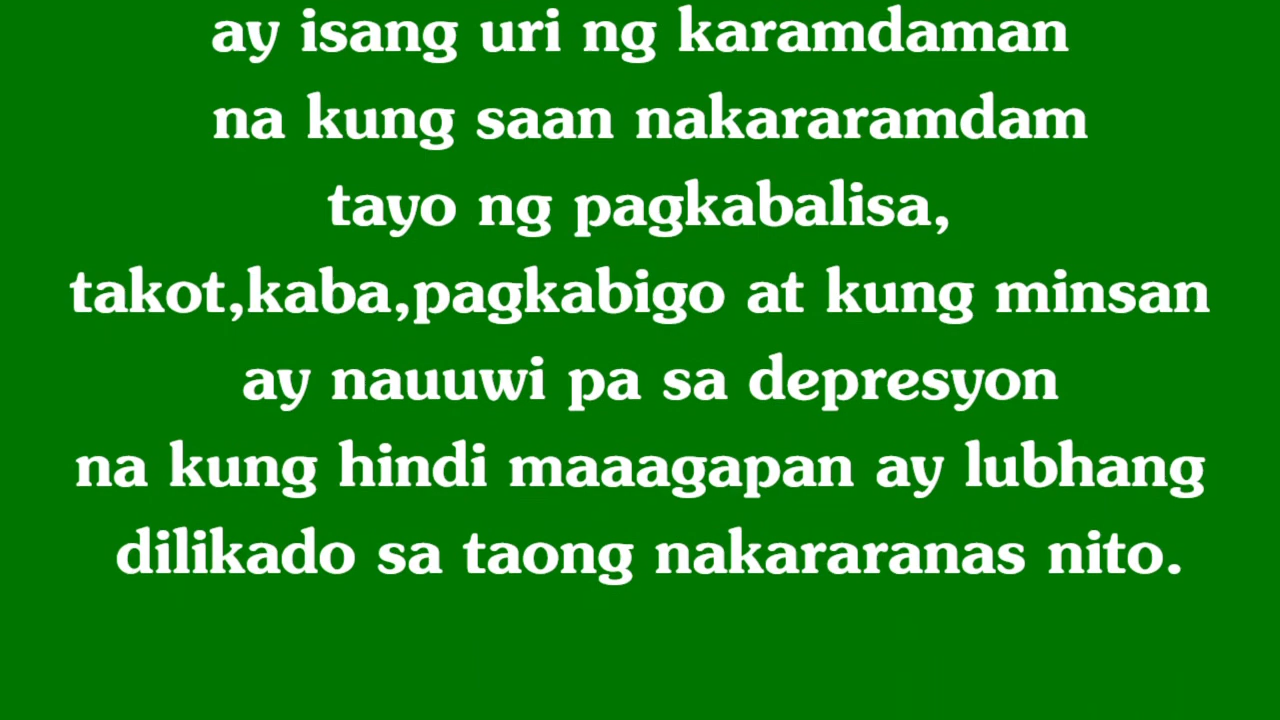 ay isang uri ng karamdaman
na kung saan nakararamdam
tayo ng pagkabalisa,
takot,kaba,pagkabigo at kung minsan
ay nauuwi pa sa depresyon
na kung hindi maaagapan ay lubhang
dilikado sa taong nakararanas nito.